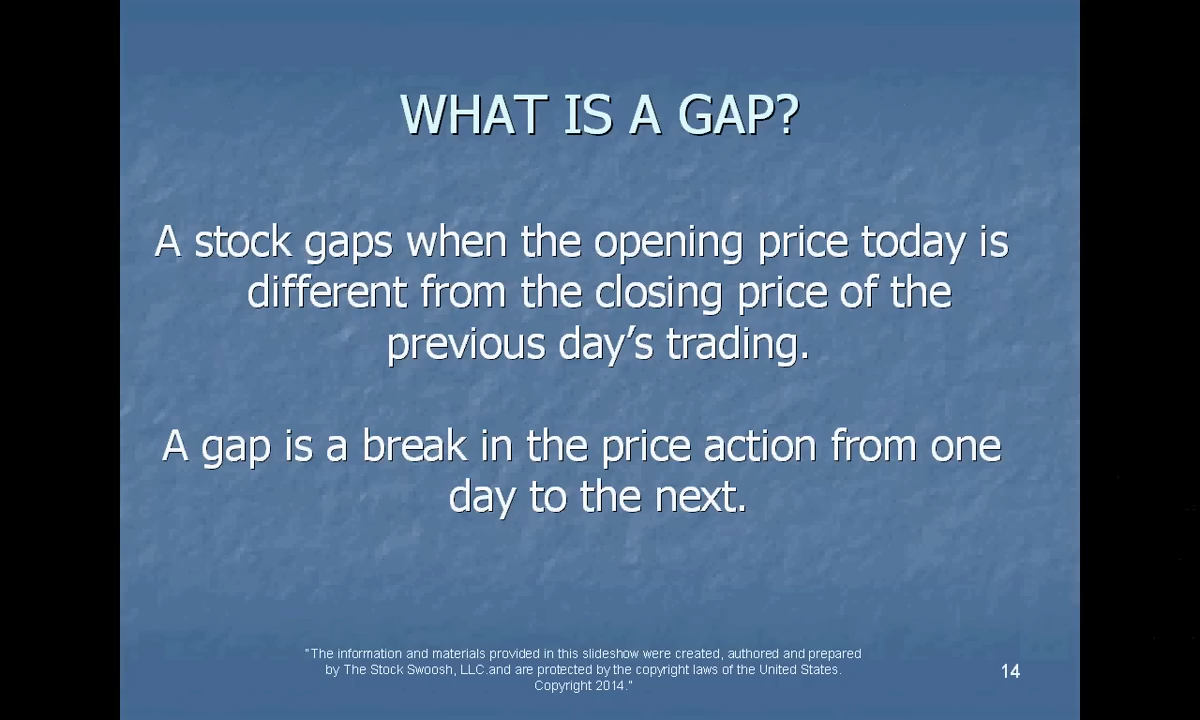 WHAT IS A GAP?
A stock gaps when the opening price today is
different from the closing price of the
previous day’s trading.
A gap is a break in the price action from one
day to the next.
"The information and materials provided in this slideshow were created, authored and prepared
by The Stock Swoosh, LLC.and are protected by the copyright laws of the United States.
Copyright 2014."
14